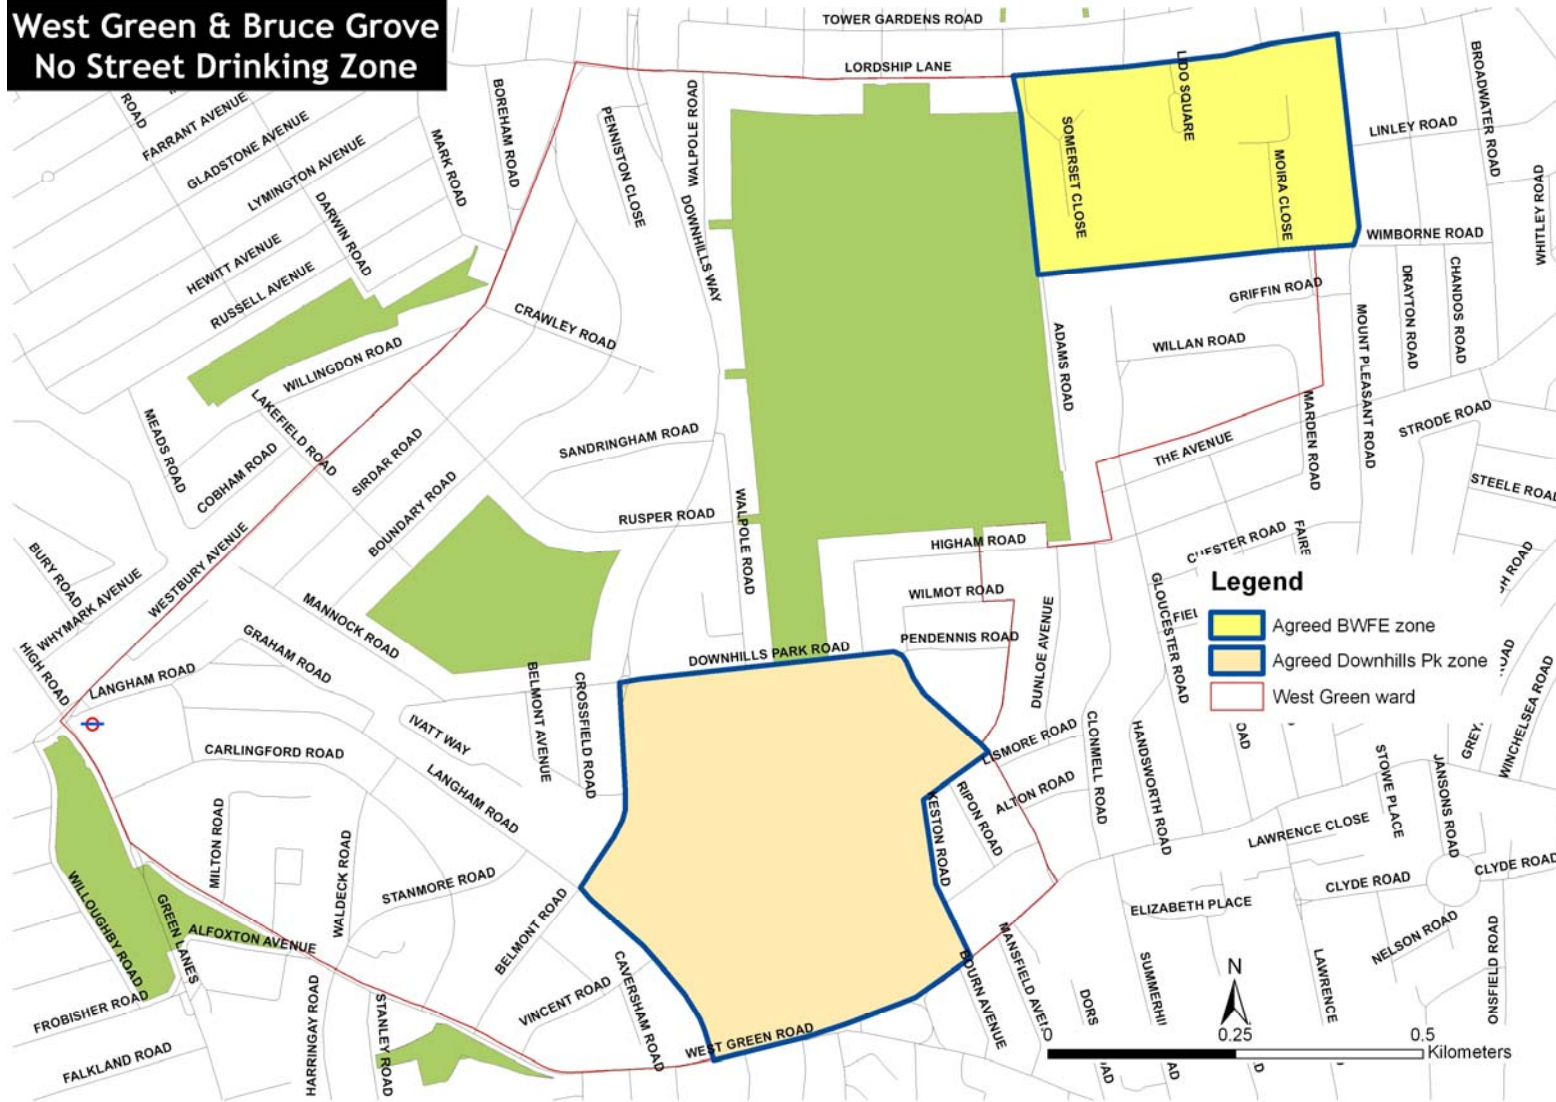 West Green & Bruce Grove
No Street Drinking Zone
TOWER GARDENS ROAD
LORDSHIP LANE
ROAD
FARRANT AVENUE
GLADSTONE AVENUE
LYMINGTON AVENUE
MARK ROAD
BOREHAM ROAD
PENNISTON CLOSE
WALPOLE ROAD
DOWNHILLS WAY
SOMERSET CLOSE
LIDO SQUARE
MOIRA CLOSE
LINLEY ROAD
BROADWATER ROAD
WHITLEY ROAD
WIMBORNE ROAD
DARWIN ROAD
HEWITT AVENUE
RUSSELL AVENUE
GRIFFIN ROAD
DRAYTON ROAD
CHANDOS ROAD
MOUNT PLEASANT ROAD
CRAWLEY ROAD
WILLINGDON ROAD
ADAMS ROAD
WILLAN ROAD
MEADS ROAD
LAKEFIELD ROAD
COBHAM ROAD
SIRDAR ROAD
BOUNDARY ROAD
SANDRINGHAM ROAD
MARDEN ROAD
STRODE ROAD
THE AVENUE
STEELE ROAD
RUSPER ROAD
WALPOLE ROAD
HIGHAM ROAD
BURY ROAD
WHYMARK AVENUE
WESTBURY AVENUE
MANNOCK ROAD
WILMOT ROAD
PENDENNIS ROAD
DUNLOE AVENUE
GLOUCESTER ROAD
HIGH ROAD
LANGHAM ROAD
GRAHAM ROAD
DOWNHILLS PARK ROAD
BELMONT AVENUE
CROSSFIELD ROAD
IVATT WAY
CARLINGFORD ROAD
LANGHAM ROAD
LISMORE ROAD
CLONMELL ROAD
HANDSWORTH ROAD
WINCHELSEA ROAD
Legend
Agreed BWFE zone
Agreed Downhills Pk zone
West Green ward
STOWE PLACE
JANSONS ROAD
ALTON ROAD
RIPON ROAD
KESTON ROAD
LAWRENCE CLOSE
CLYDE ROAD
CLYDE ROAD
MILTON ROAD
WALDECK ROAD
STANMORE ROAD
ELIZABETH PLACE
NELSON ROAD
ONSFIELD ROAD
WILLOUGHBY ROAD
GREEN LANES
ALFOXTON AVENUE
BELMONT ROAD
VINCENT ROAD
CAVERSHAM ROAD
BOURN AVENUE
LAWRENCE
FROBISHER ROAD
FALKLAND ROAD
HARRINGAY ROAD
STANLEY ROAD
WEST GREEN ROAD
DORS
N
0
0.25
0.5
Kilometers